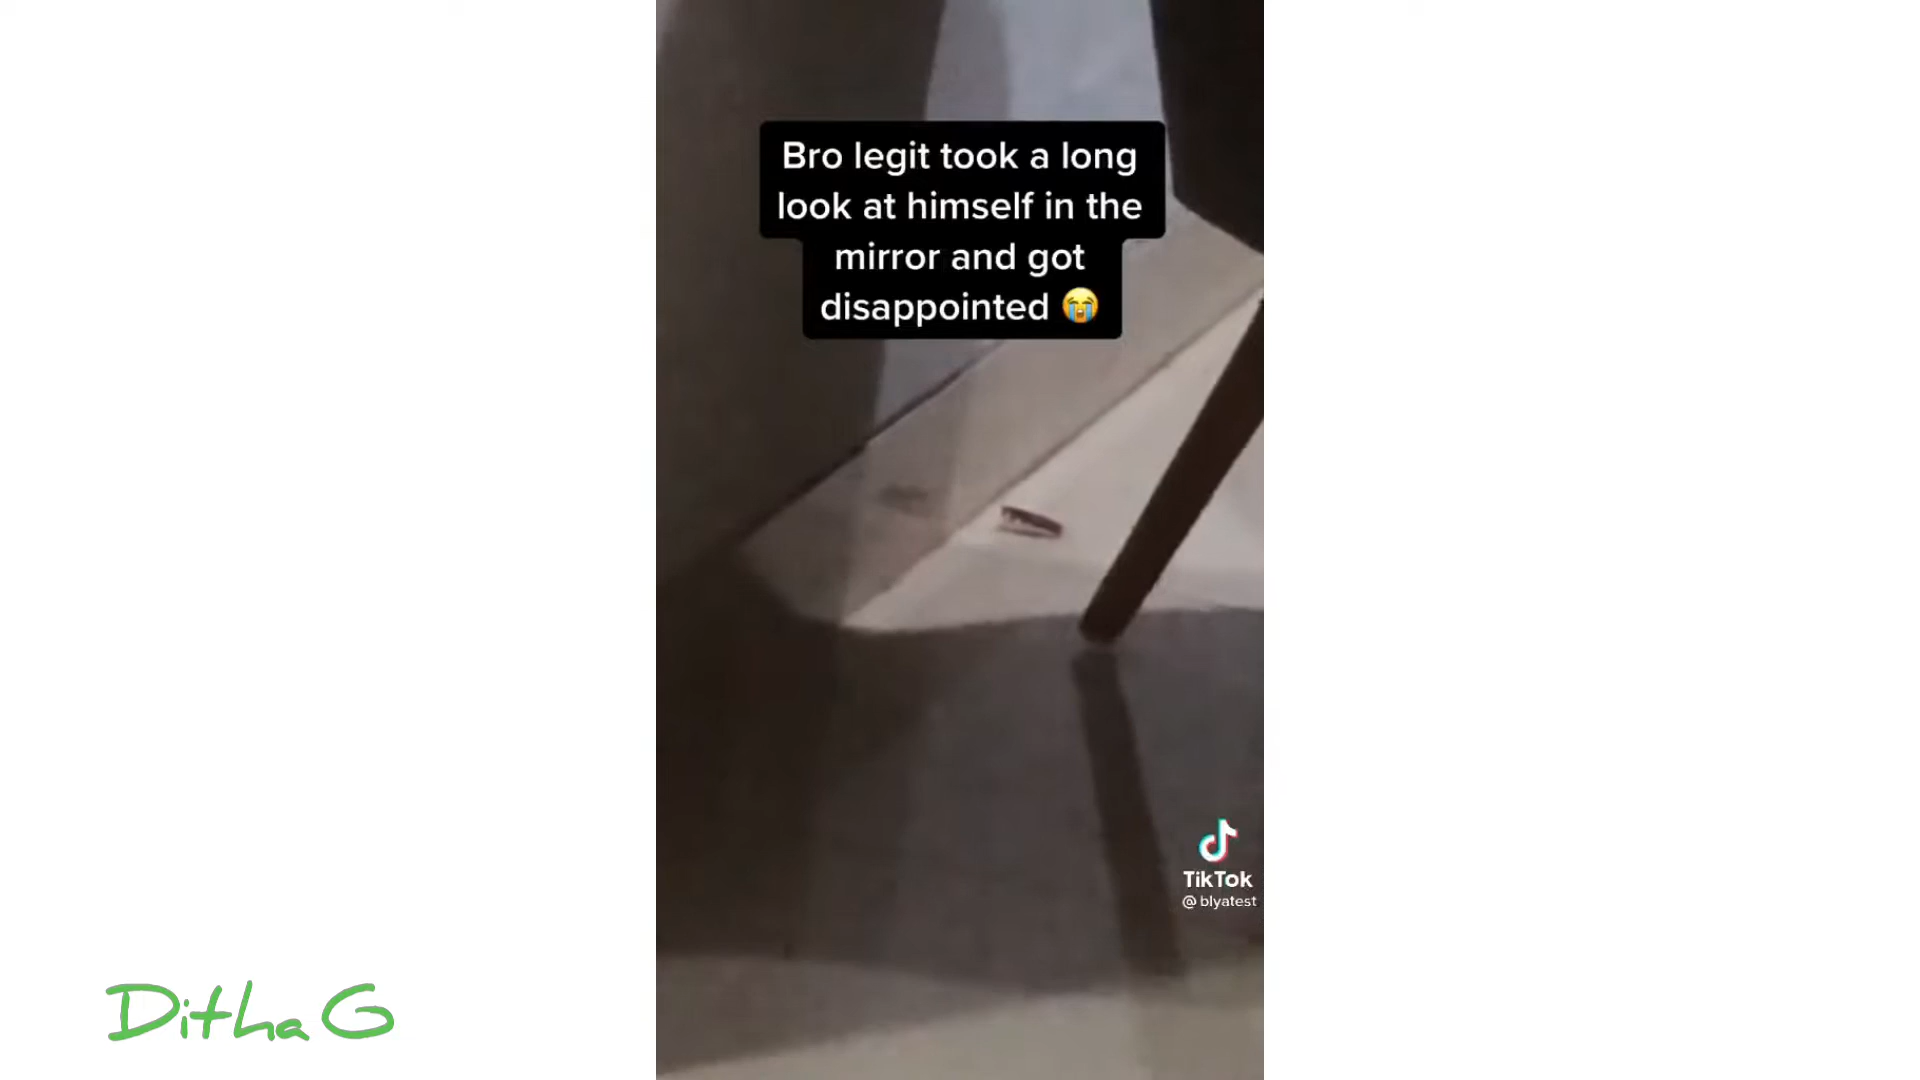 Bro legit took a long
look at himself in the
mirror and got
disappointed 😭
TikTok
@ blyatest
Ditha G